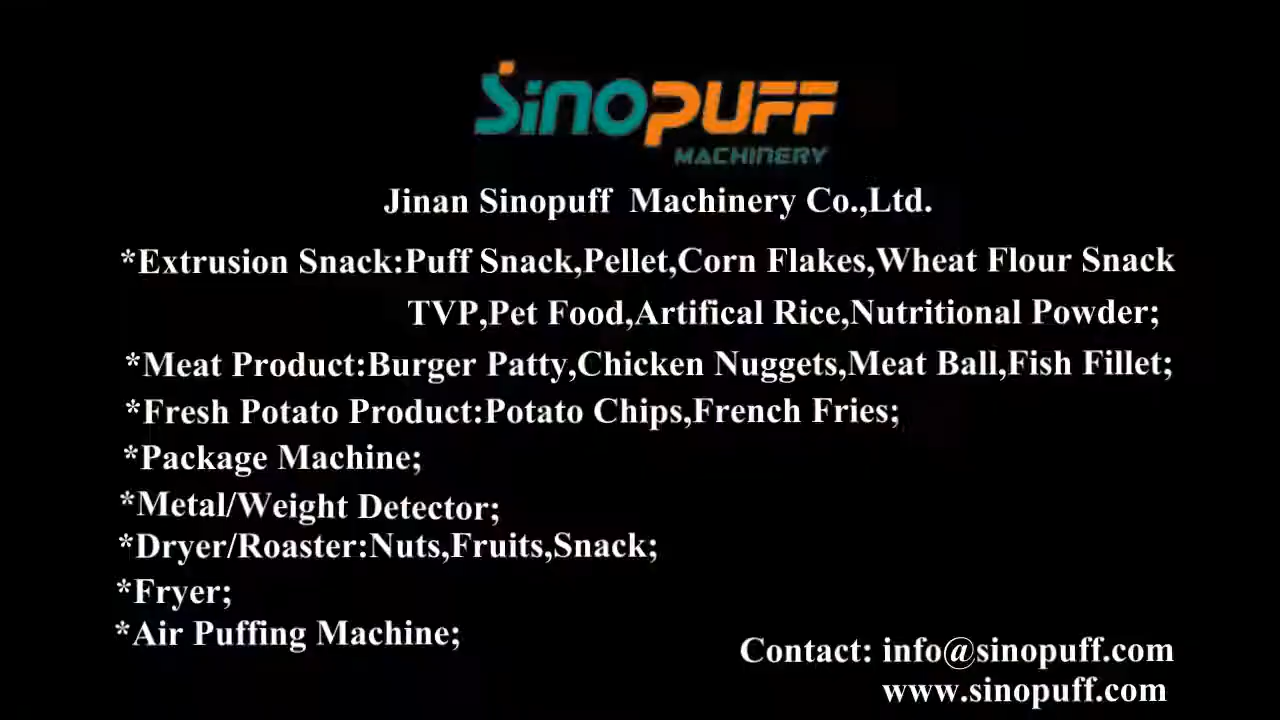 SinoPUFF
MACHINERY
Jinan Sinopuff Machinery Co.,Ltd.
*Extrusion Snack:Puff Snack,Pellet,Corn Flakes,Wheat Flour Snack
TVP,Pet Food,Artifical Rice,Nutritional Powder;
*Meat Product:Burger Patty,Chicken Nuggets,Meat Ball,Fish Fillet;
*Fresh Potato Product:Potato Chips,French Fries;
*Package Machine;
*Metal/Weight Detector;
*Dryer/Roaster:Nuts,Fruits,Snack;
*Fryer;
*Air Puffing Machine;
Contact: info@sinopuff.com
www.sinopuff.com